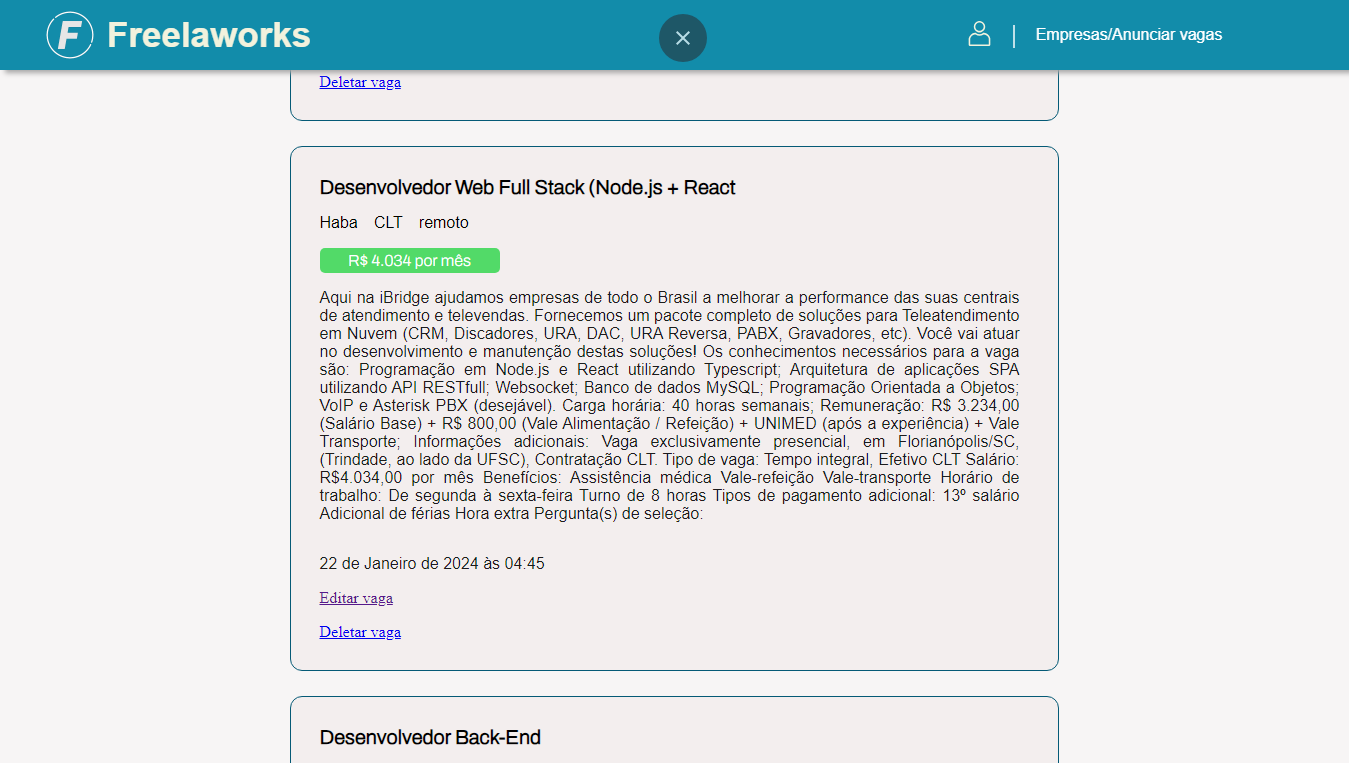 F Freelaworks
Empresas/Anunciar vagas
Deletar vaga
Desenvolvedor Web Full Stack (Node.js + React
Haba CLT remoto
R$ 4.034 por mês
Aqui na iBridge ajudamos empresas de todo o Brasil a melhorar a performance das suas centrais
de atendimento e televendas. Fornecemos um pacote completo de soluções para Teleatendimento
em Nuvem (CRM, Discadores, URA, DAC, URA Reversa, PABX, Gravadores, etc). Você vai atuar
no desenvolvimento e manutenção destas soluções! Os conhecimentos necessários para a vaga
são: Programação em Node.js e React utilizando Typescript; Arquitetura de aplicações SPA
utilizando API RESTfull; Websocket; Banco de dados MySQL; Programação Orientada a Objetos;
VoIP e Asterisk PBX (desejável). Carga horária: 40 horas semanais; Remuneração: R$ 3.234,00
(Salário Base) + R$ 800,00 (Vale Alimentação / Refeição) + UNIMED (após a experiência) + Vale
Transporte; Informações adicionais: Vaga exclusivamente presencial, em Florianópolis/SC,
(Trindade, ao lado da UFSC), Contratação CLT. Tipo de vaga: Tempo integral, Efetivo CLT Salário:
R$4.034,00 por mês Benefícios: Assistência médica Vale-refeição Vale-transporte Horário de
trabalho: De segunda à sexta-feira Turno de 8 horas Tipos de pagamento adicional: 13º salário
Adicional de férias Hora extra Pergunta(s) de seleção:
22 de Janeiro de 2024 às 04:45
Editar vaga
Deletar vaga
Desenvolvedor Back-End